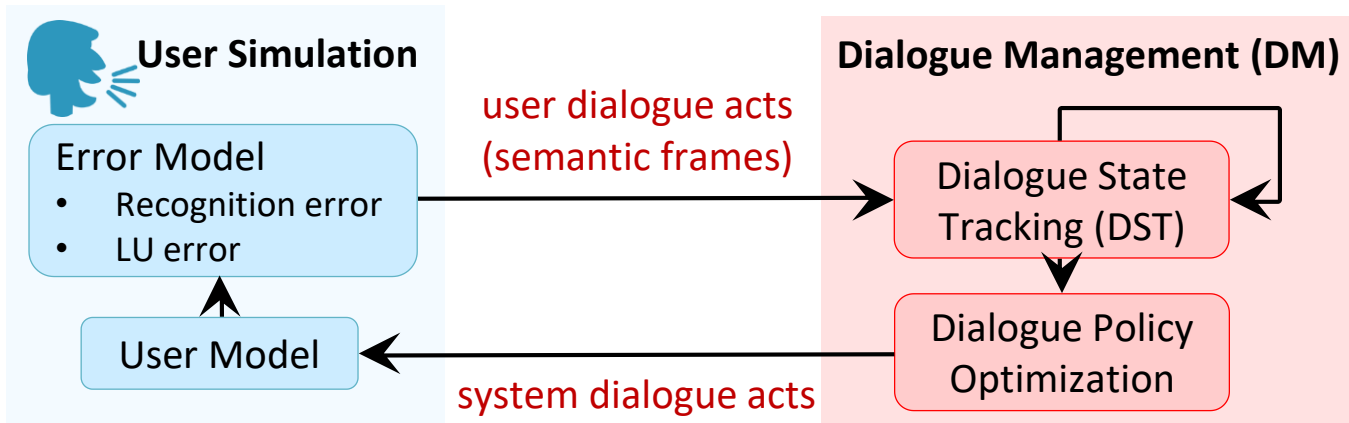 User Simulation
Error Model
• Recognition error
• LU error
User Model
user dialogue acts
(semantic frames)
system dialogue acts
Dialogue Management (DM)
Dialogue State
Tracking (DST)
Dialogue Policy
Optimization